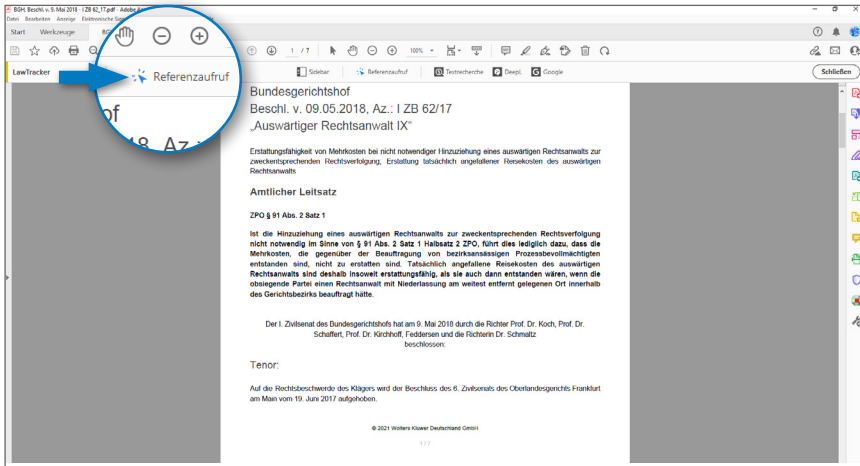 BGH, Beschl. v. 9. Mai 2018 - I ZB 62_17.pdf - Adobe A
Datei Bearbeiten Anzeige Elektronische Sig
Start Werkzeuge
1 / 7
100%
LawTracker
Sidebar Referenzaufruf Textrecherche DeepL Google
Schließen
Referenzaufruf
of
18, Az.:
Bundesgerichtshof
Beschl. v. 09.05.2018, Az.: I ZB 62/17
„Auswärtiger Rechtsanwalt IX“
Erstattungsfähigkeit von Mehrkosten bei nicht notwendiger Hinzuziehung eines auswärtigen Rechtsanwalts zur
zweckentsprechenden Rechtsverfolgung; Erstattung tatsächlich angefallener Reisekosten des auswärtigen
Rechtsanwalts
Amtlicher Leitsatz
ZPO § 91 Abs. 2 Satz 1
Ist die Hinzuziehung eines auswärtigen Rechtsanwalts zur zweckentsprechenden Rechtsverfolgung
nicht notwendig im Sinne von § 91 Abs. 2 Satz 1 Halbsatz 2 ZPO, führt dies lediglich dazu, dass die
Mehrkosten, die gegenüber der Beauftragung von bezirksansässigen Prozessbevollmächtigten
entstanden sind, nicht zu erstatten sind. Tatsächlich angefallene Reisekosten des auswärtigen
Rechtsanwalts sind deshalb insoweit erstattungsfähig, als sie auch dann entstanden wären, wenn die
obsiegende Partei einen Rechtsanwalt mit Niederlassung am weitest entfernt gelegenen Ort innerhalb
des Gerichtsbezirks beauftragt hätte.
Der I. Zivilsenat des Bundesgerichtshofs hat am 9. Mai 2018 durch die Richter Prof. Dr. Koch, Prof. Dr.
Schaffert, Prof. Dr. Kirchhoff, Feddersen und die Richterin Dr. Schmaltz
beschlossen:
Tenor:
Auf die Rechtsbeschwerde des Klägers wird der Beschluss des 6. Zivilsenats des Oberlandesgerichts Frankfurt
am Main vom 19. Juni 2017 aufgehoben.
© 2021 Wolters Kluwer Deutschland GmbH
1 / 7